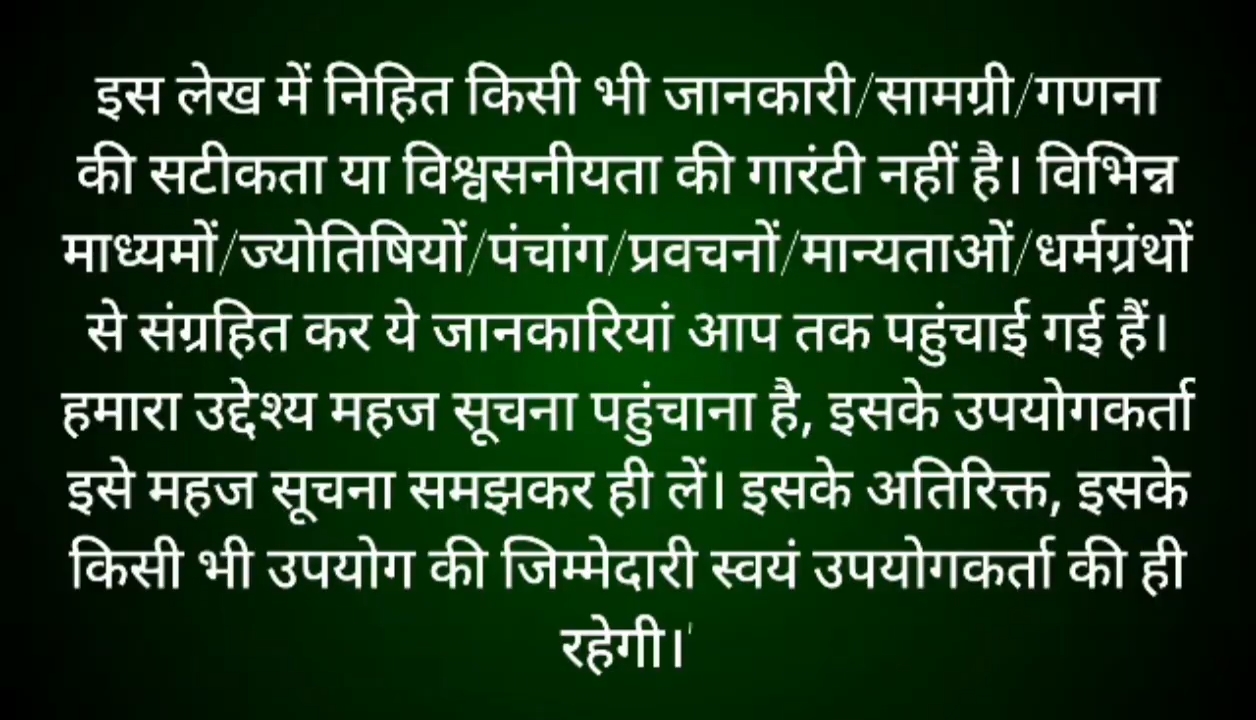 इस लेख में निहित किसी भी जानकारी/सामग्री/गणना
की सटीकता या विश्वसनीयता की गारंटी नहीं है। विभिन्न
माध्यमों/ज्योतिषियों/पंचांग/प्रवचनों/मान्यताओं/धर्मग्रंथों
से संग्रहित कर ये जानकारियां आप तक पहुंचाई गई हैं।
हमारा उद्देश्य महज सूचना पहुंचाना है, इसके उपयोगकर्ता
इसे महज सूचना समझकर ही लें। इसके अतिरिक्त, इसके
किसी भी उपयोग की जिम्मेदारी स्वयं उपयोगकर्ता की ही
रहेगी।'